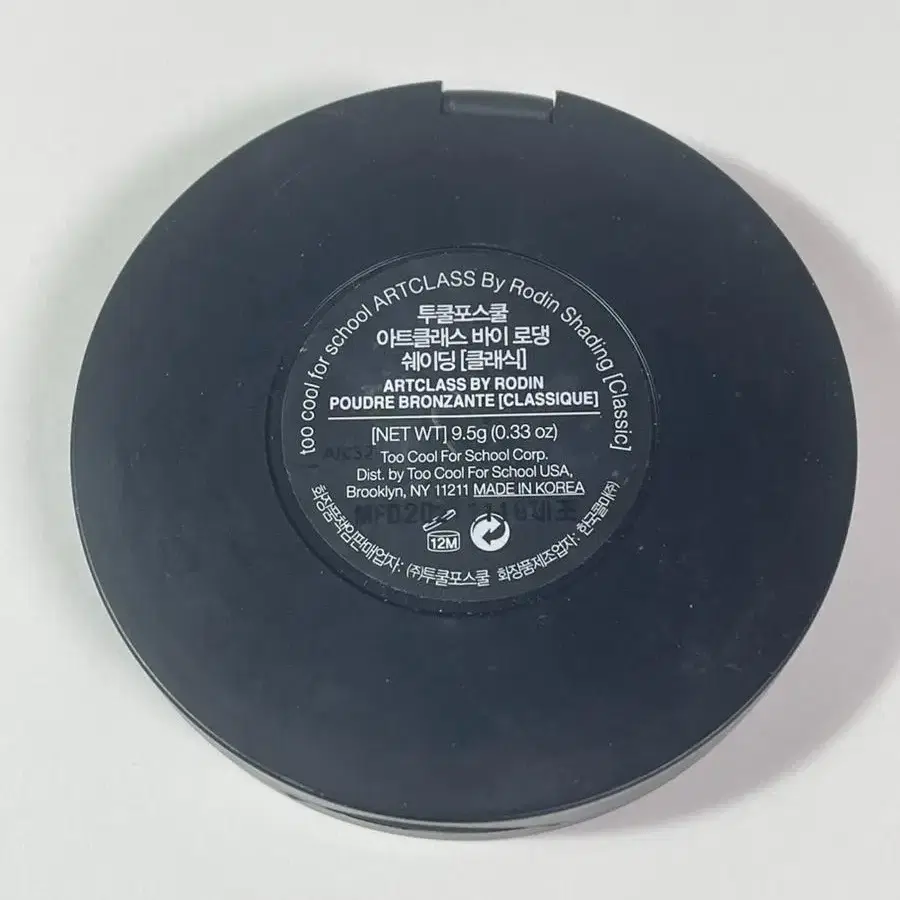 too cool for school ARTCLASS By Rodin Shading [Classic]
투쿨포스쿨
아트클래스 바이 로댕
쉐이딩 [클래식]
ARTCLASS BY RODIN
POUDRE BRONZANTE [CLASSIQUE]
[NET WT] 9.5g (0.33 oz)
Too Cool For School Corp.
Dist. by Too Cool For School USA,
Brooklyn, NY 11211 MADE IN KOREA
12M
화장품책임판매업자: (주)투쿨포스쿨 화장품제조업자: 한국콜마(주)